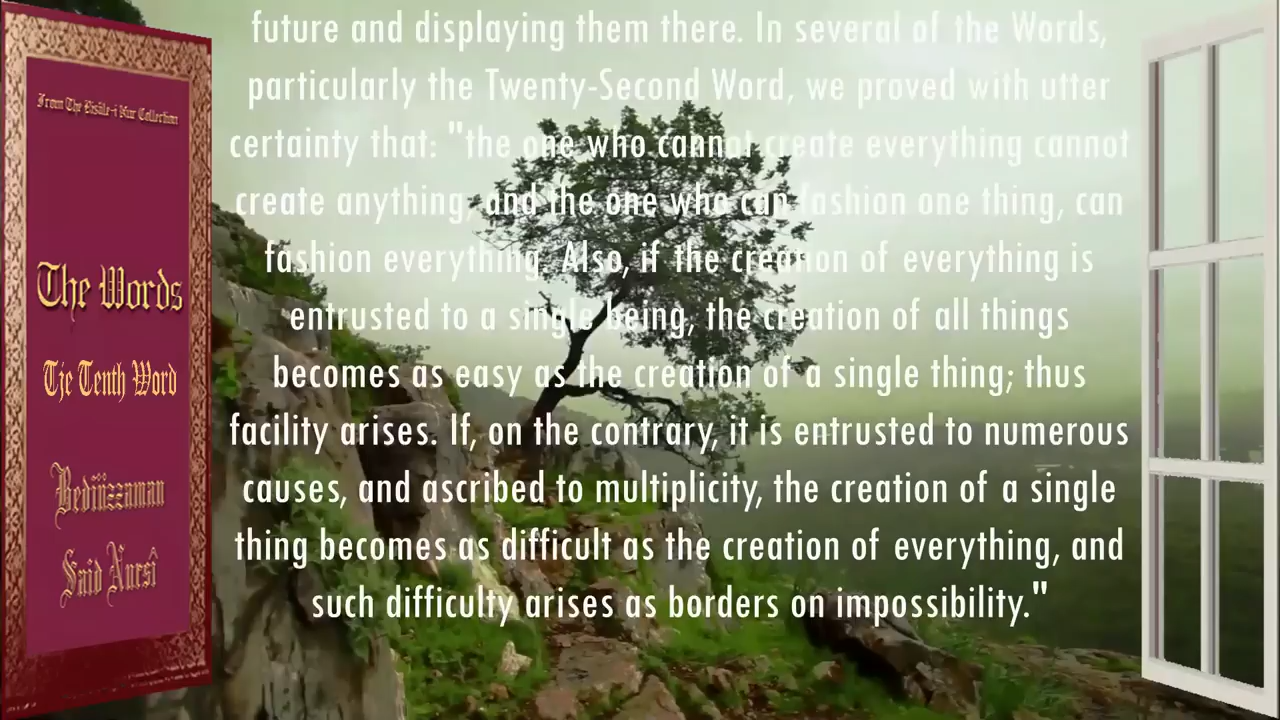 From The Risâle-i Nur Collection
The Words
Tje Tenth Word
Bediüzzaman
Said Nursî
future and displaying them there. In several of the Words,
particularly the Twenty-Second Word, we proved with utter
certainty that: "the one who cannot create everything cannot
create anything, and the one who can fashion one thing, can
fashion everything. Also, if the creation of everything is
entrusted to a single being, the creation of all things
becomes as easy as the creation of a single thing; thus
facility arises. If, on the contrary, it is entrusted to numerous
causes, and ascribed to multiplicity, the creation of a single
thing becomes as difficult as the creation of everything, and
such difficulty arises as borders on impossibility."